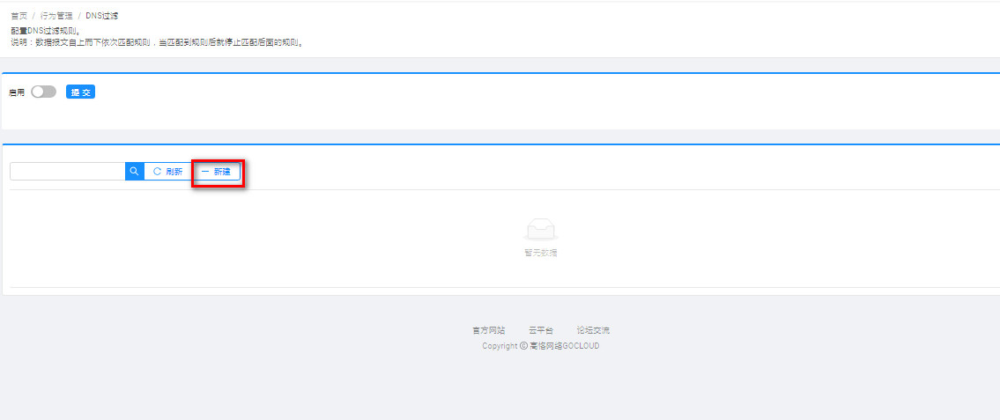 首页 / 行为管理 / DNS过滤
配置DNS过滤规则。
说明：数据报文自上而下依次匹配规则，当匹配到规则后就停止匹配后面的规则。
启用 提 交
刷新 新建
暂无数据
官方网站 云平台 论坛交流
Copyright © 高恪网络GOCLOUD